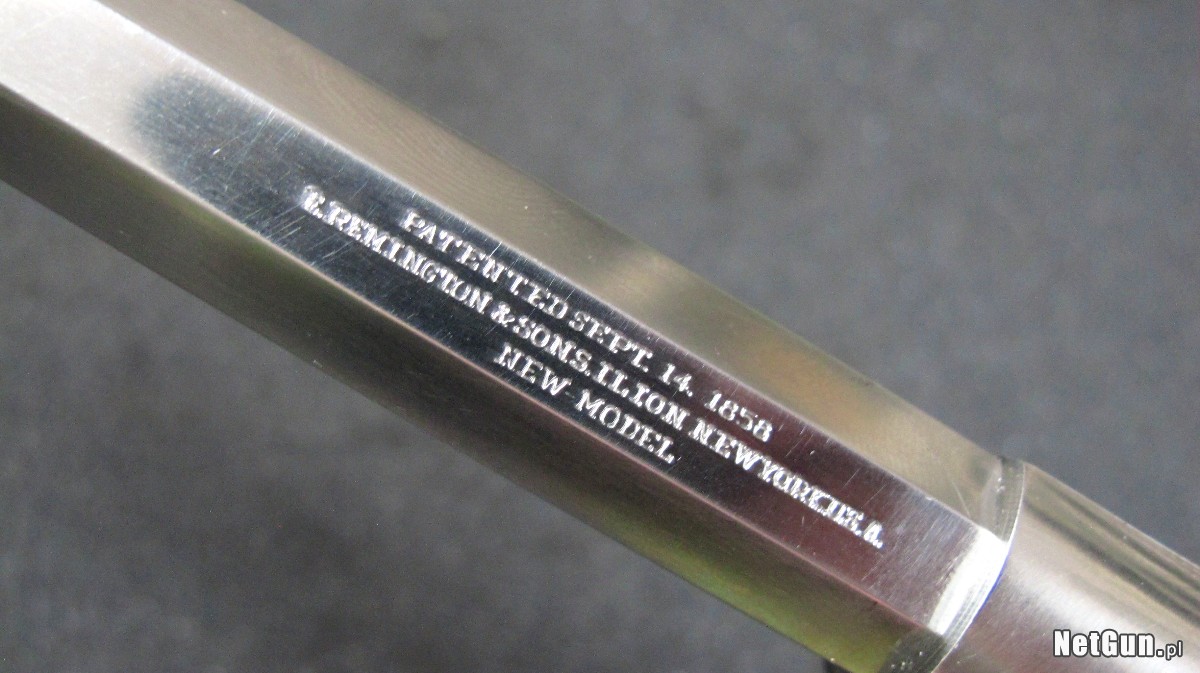 PATENTED SEPT. 14. 1858
E. REMINGTON & SONS, ILION NEW YORK, U.S.A.
NEW-MODEL
NetGun.pl